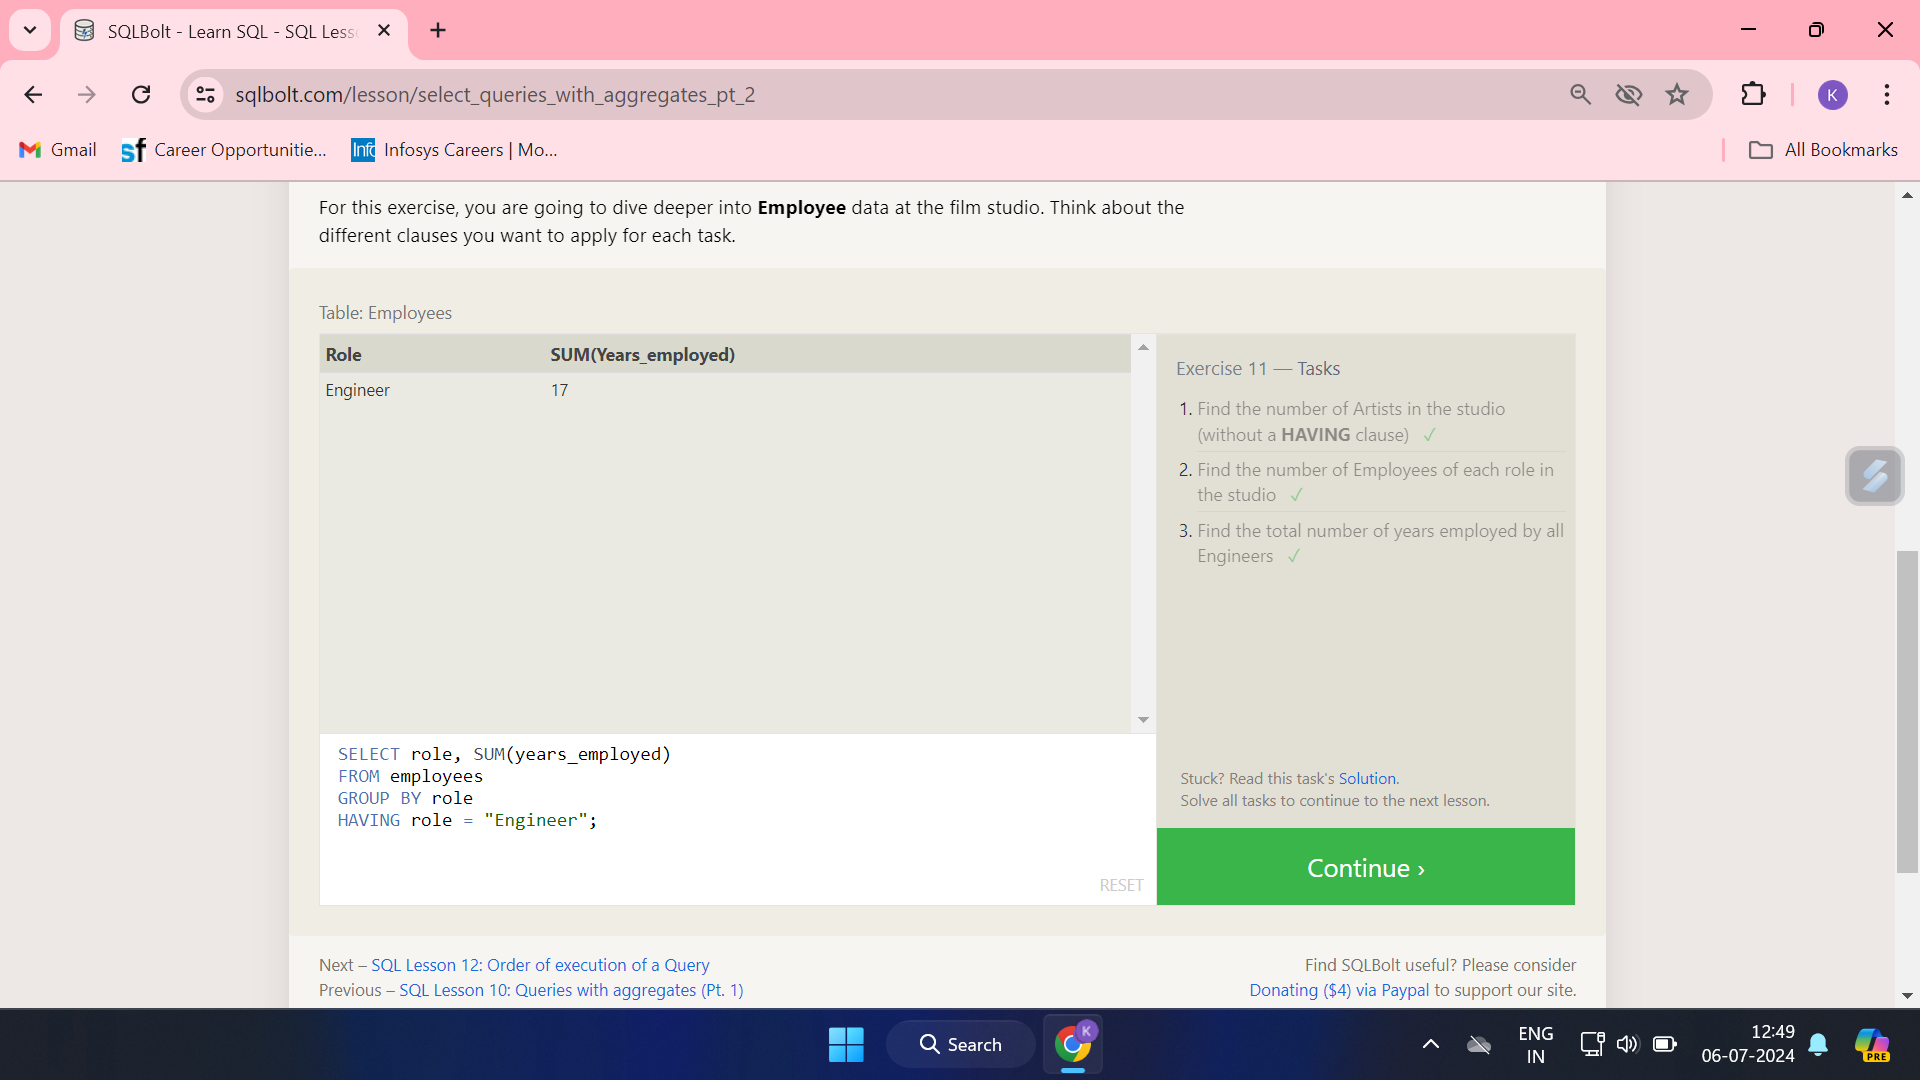 SQLBolt - Learn SQL - SQL Less
sqlbolt.com/lesson/select_queries_with_aggregates_pt_2
K
Gmail
Career Opportunitie...
Infosys Careers | Mo...
All Bookmarks
For this exercise, you are going to dive deeper into Employee data at the film studio. Think about the
different clauses you want to apply for each task.
Table: Employees
Role SUM(Years_employed)
Engineer 17
Exercise 11 — Tasks
1. Find the number of Artists in the studio
(without a HAVING clause) ✓
2. Find the number of Employees of each role in
the studio ✓
3. Find the total number of years employed by all
Engineers ✓
SELECT role, SUM(years_employed)
FROM employees
GROUP BY role
HAVING role = "Engineer";
RESET
Stuck? Read this task's Solution.
Solve all tasks to continue to the next lesson.
Continue ›
Next – SQL Lesson 12: Order of execution of a Query
Previous – SQL Lesson 10: Queries with aggregates (Pt. 1)
Find SQLBolt useful? Please consider
Donating ($4) via Paypal to support our site.
Search
K
ENG
IN
12:49
06-07-2024
PRE